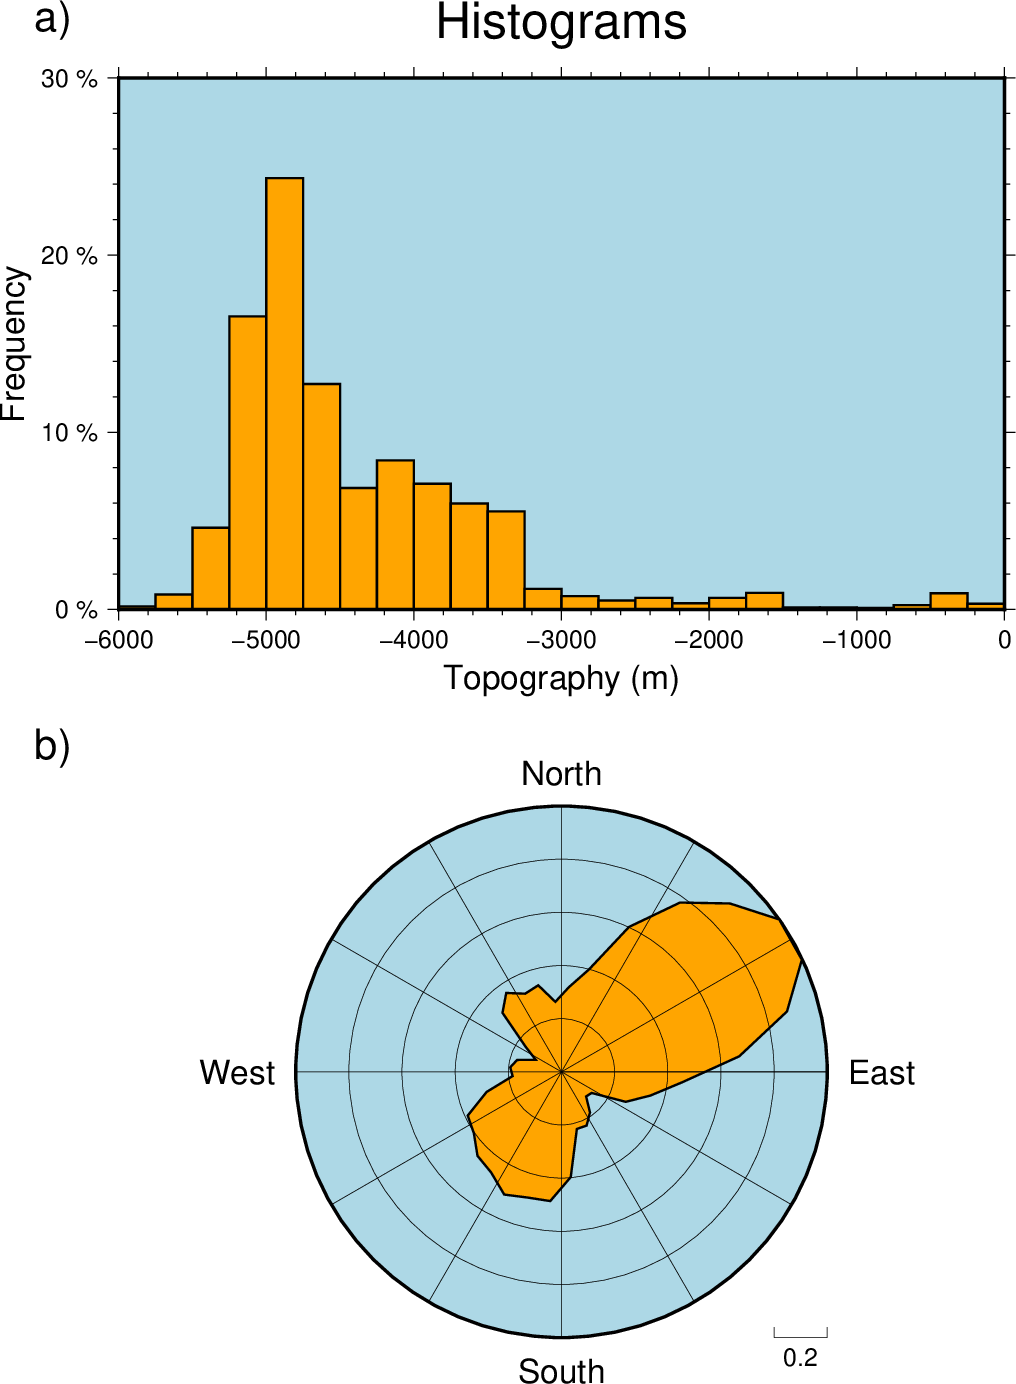 a)
Histograms
30 %
20 %
10 %
0 %
Frequency
−6000 −5000 −4000 −3000 −2000 −1000 0
Topography (m)
b)
North
West
East
South
0.2